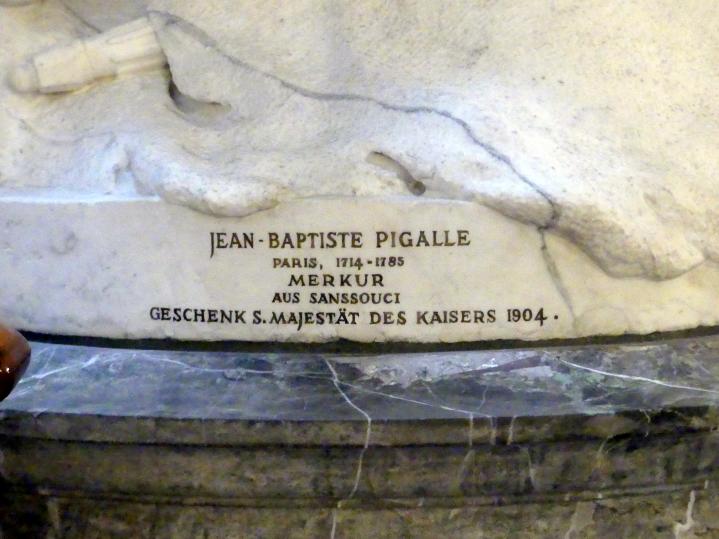 JEAN-BAPTISTE PIGALLE
PARIS, 1714-1785
MERKUR
AUS SANSSOUCI
GESCHENK S. MAJESTÄT DES KAISERS 1904.